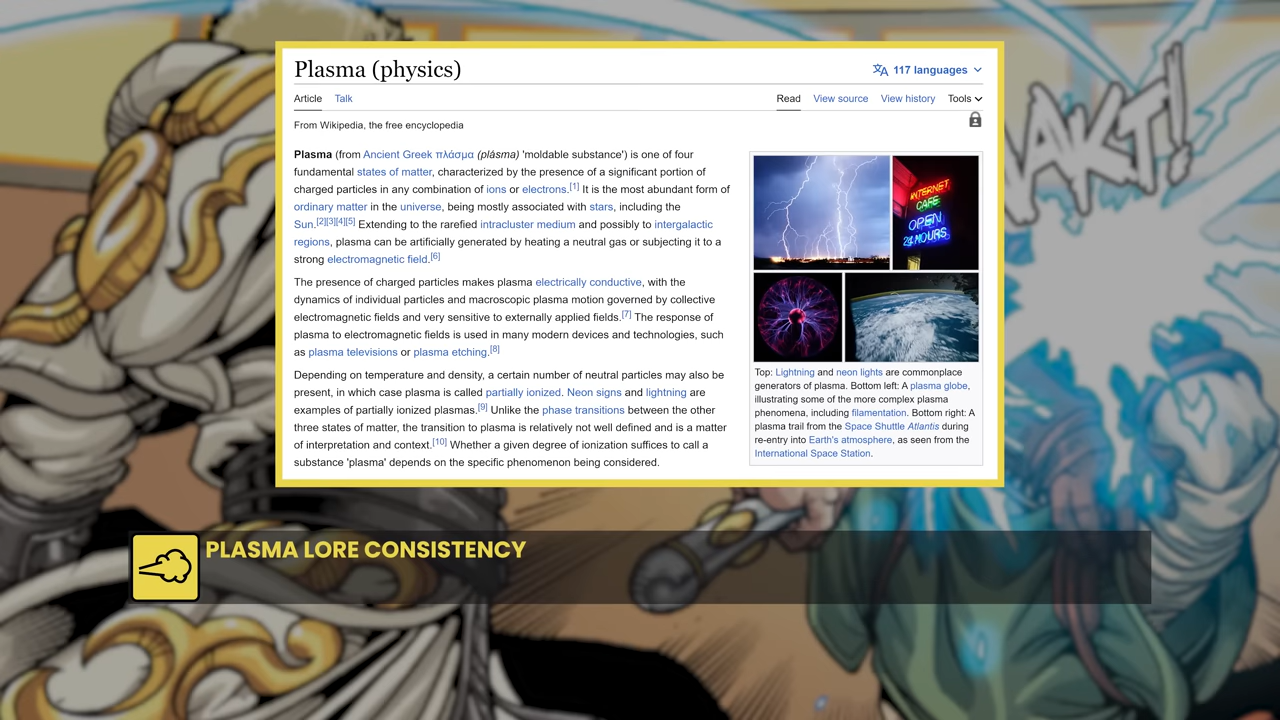 Plasma (physics)
117 languages
Article Talk
Read View source View history Tools
From Wikipedia, the free encyclopedia
Plasma (from Ancient Greek πλάσμα (plásma) 'moldable substance') is one of four
fundamental states of matter, characterized by the presence of a significant portion of
charged particles in any combination of ions or electrons.[1] It is the most abundant form of
ordinary matter in the universe, being mostly associated with stars, including the
Sun.[2][3][4][5] Extending to the rarefied intracluster medium and possibly to intergalactic
regions, plasma can be artificially generated by heating a neutral gas or subjecting it to a
strong electromagnetic field.[6]
The presence of charged particles makes plasma electrically conductive, with the
dynamics of individual particles and macroscopic plasma motion governed by collective
electromagnetic fields and very sensitive to externally applied fields.[7] The response of
plasma to electromagnetic fields is used in many modern devices and technologies, such
as plasma televisions or plasma etching.[8]
Depending on temperature and density, a certain number of neutral particles may also be
present, in which case plasma is called partially ionized. Neon signs and lightning are
examples of partially ionized plasmas.[9] Unlike the phase transitions between the other
three states of matter, the transition to plasma is relatively not well defined and is a matter
of interpretation and context.[10] Whether a given degree of ionization suffices to call a
substance 'plasma' depends on the specific phenomenon being considered.
INTERNET
CAFE
OPEN
24 HOURS
Top: Lightning and neon lights are commonplace
generators of plasma. Bottom left: A plasma globe,
illustrating some of the more complex plasma
phenomena, including filamentation. Bottom right: A
plasma trail from the Space Shuttle Atlantis during
re-entry into Earth's atmosphere, as seen from the
International Space Station.
PLASMA LORE CONSISTENCY